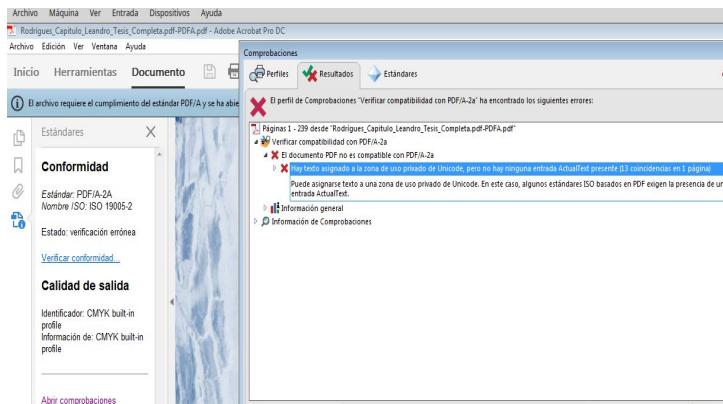 Archivo Máquina Ver Entrada Dispositivos Ayuda
Rodrigues_Capitulo_Leandro_Tesis_Completa.pdf-PDFA.pdf - Adobe Acrobat Pro DC
Archivo Edición Ver Ventana Ayuda
Inicio Herramientas Documento
El archivo requiere el cumplimiento del estándar PDF/A y se ha abie
Estándares
Conformidad
Estándar: PDF/A-2A
Nombre ISO: ISO 19005-2
Estado: verificación errónea
Verificar conformidad...
Calidad de salida
Identificador: CMYK built-in
profile
Información de: CMYK built-in
profile
Abrir comprobaciones
Comprobaciones
Perfiles Resultados Estándares
El perfil de Comprobaciones "Verificar compatibilidad con PDF/A-2a" ha encontrado los siguientes errores:
Páginas 1 - 239 desde "Rodrigues_Capitulo_Leandro_Tesis_Completa.pdf-PDFA.pdf"
Verificar compatibilidad con PDF/A-2a
El documento PDF no es compatible con PDF/A-2a
Hay texto asignado a la zona de uso privado de Unicode, pero no hay ninguna entrada ActualText presente (13 coincidencias en 1 página)
Puede asignarse texto a una zona de uso privado de Unicode. En este caso, algunos estándares ISO basados en PDF exigen la presencia de un
entrada ActualText.
Información general
Información de Comprobaciones